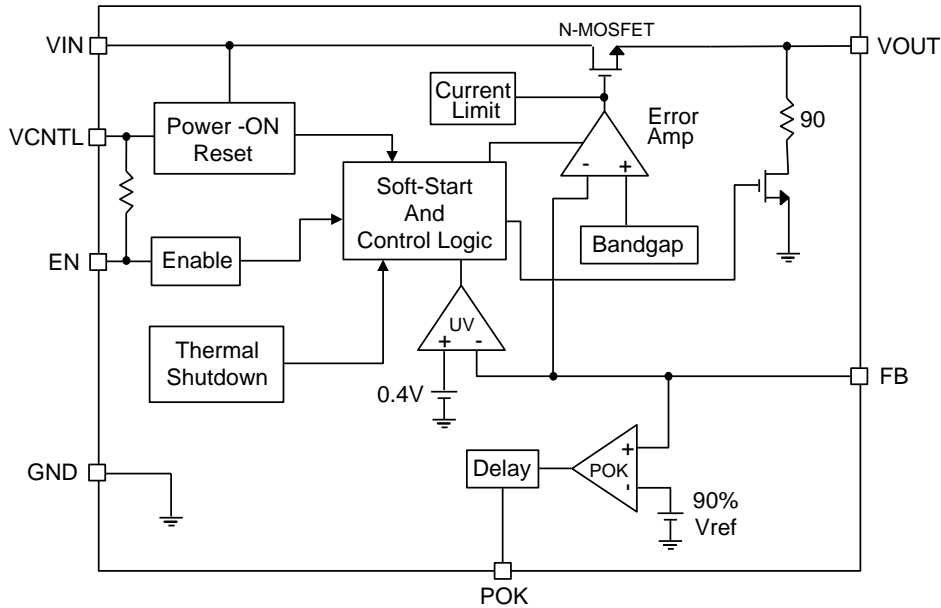 N-MOSFET
VIN
VOUT
Current
Limit
Error
Amp
90
VCNTL
Power -ON
Reset
- +
Soft-Start
And
Control Logic
Bandgap
EN
Enable
UV
+ -
Thermal
Shutdown
0.4V
FB
GND
Delay
POK
+
-
90%
Vref
POK